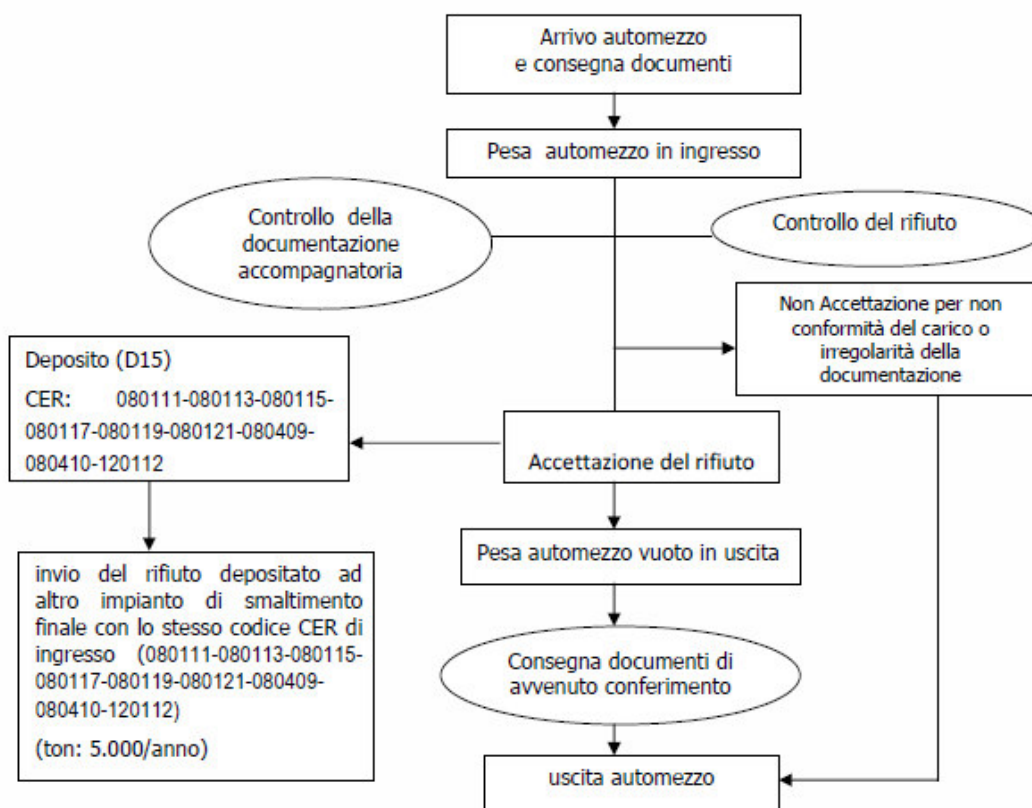 Arrivo automezzo
e consegna documenti
Pesa automezzo in ingresso
Controllo della
documentazione
accompagnatoria
Controllo del rifiuto
Non Accettazione per non
conformità del carico o
irregolarità della
documentazione
Deposito (D15)
CER: 080111-080113-080115-
080117-080119-080121-080409-
080410-120112
Accettazione del rifiuto
Pesa automezzo vuoto in uscita
invio del rifiuto depositato ad
altro impianto di smaltimento
finale con lo stesso codice CER di
ingresso (080111-080113-080115-
080117-080119-080121-080409-
080410-120112)
(ton: 5.000/anno)
Consegna documenti di
avvenuto conferimento
uscita automezzo